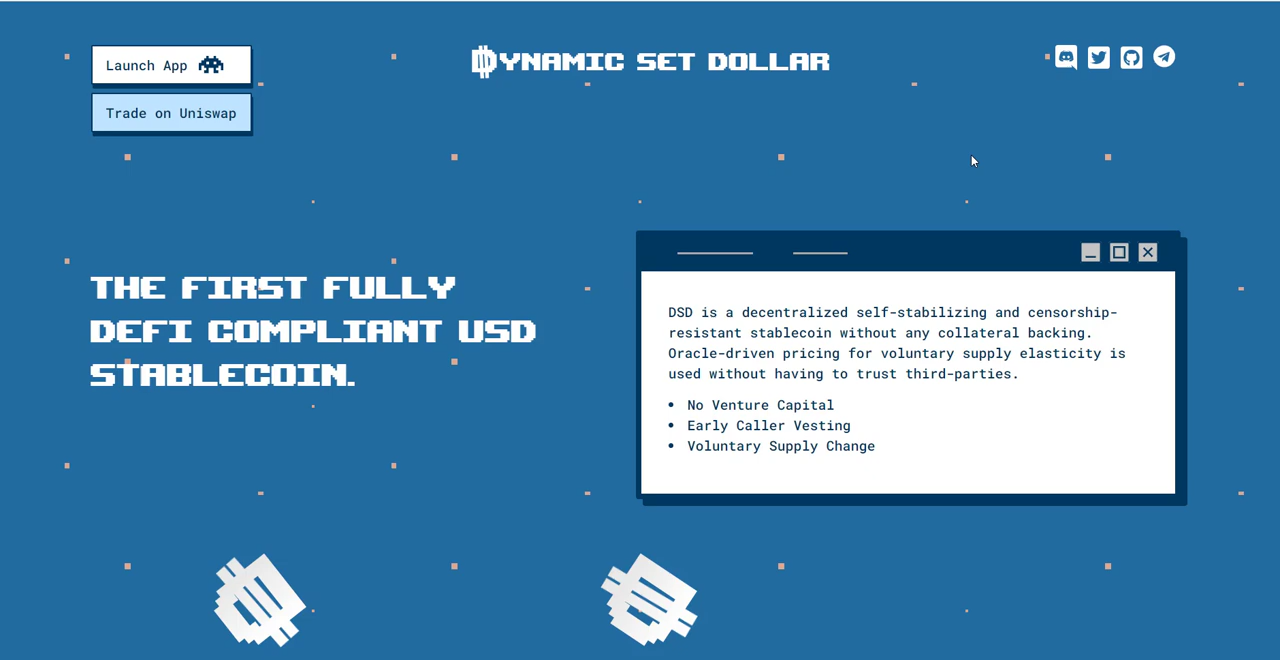 Launch App
Trade on Uniswap
DYNAMIC SET DOLLAR
THE FIRST FULLY
DEFI COMPLIANT USD
STABLECOIN.
DSD is a decentralized self-stabilizing and censorship-
resistant stablecoin without any collateral backing.
Oracle-driven pricing for voluntary supply elasticity is
used without having to trust third-parties.
• No Venture Capital
• Early Caller Vesting
• Voluntary Supply Change